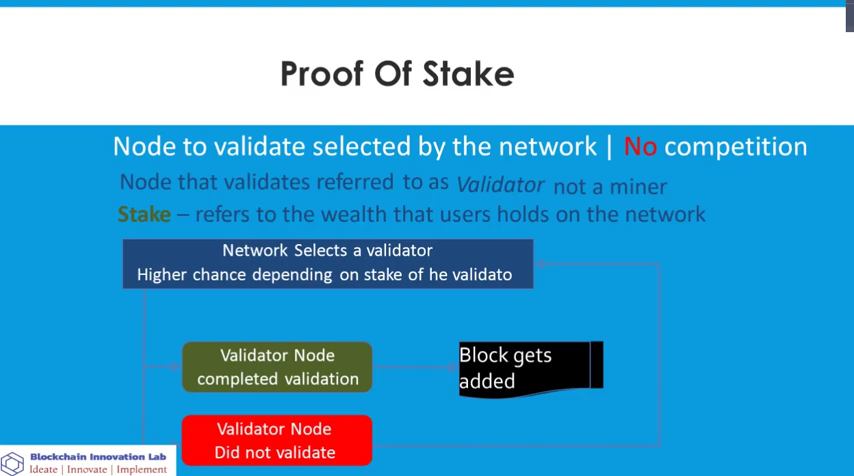 Proof Of Stake
Node to validate selected by the network | No competition
Node that validates referred to as Validator not a miner
Stake – refers to the wealth that users holds on the network
Network Selects a validator
Higher chance depending on stake of he validato
Validator Node
completed validation
Block gets
added
Validator Node
Did not validate
Blockchain Innovation Lab
Ideate | Innovate | Implement